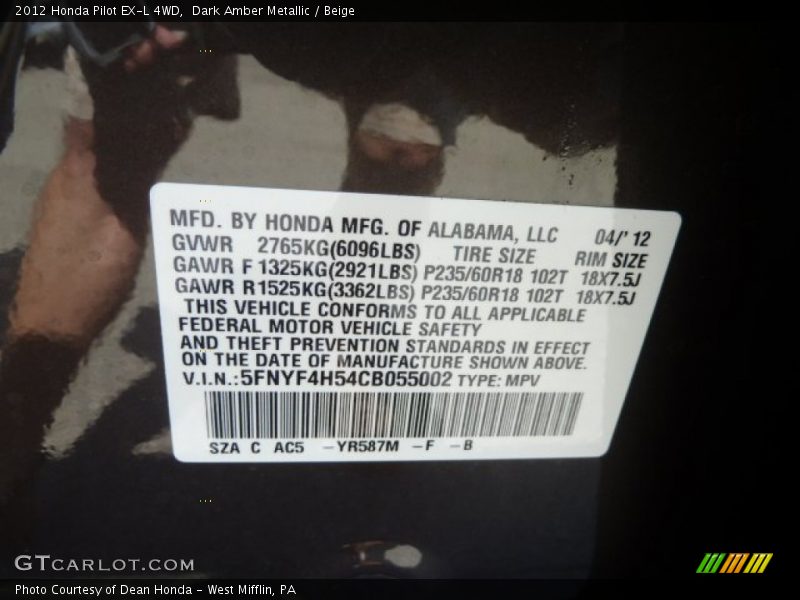 2012 Honda Pilot EX-L 4WD,  Dark Amber Metallic / Beige
MFD. BY HONDA MFG. OF ALABAMA, LLC 04/' 12
GVWR 2765KG(6096LBS) TIRE SIZE RIM SIZE
GAWR F 1325KG(2921LBS) P235/60R18 102T 18X7.5J
GAWR R 1525KG(3362LBS) P235/60R18 102T 18X7.5J
THIS VEHICLE CONFORMS TO ALL APPLICABLE
FEDERAL MOTOR VEHICLE SAFETY
AND THEFT PREVENTION STANDARDS IN EFFECT
ON THE DATE OF MANUFACTURE SHOWN ABOVE.
V.I.N.:5FNYF4H54CB055002 TYPE: MPV
SZA C AC5 -YR587M -F -B
GTCARLOT.COM
Photo Courtesy of Dean Honda - West Mifflin, PA